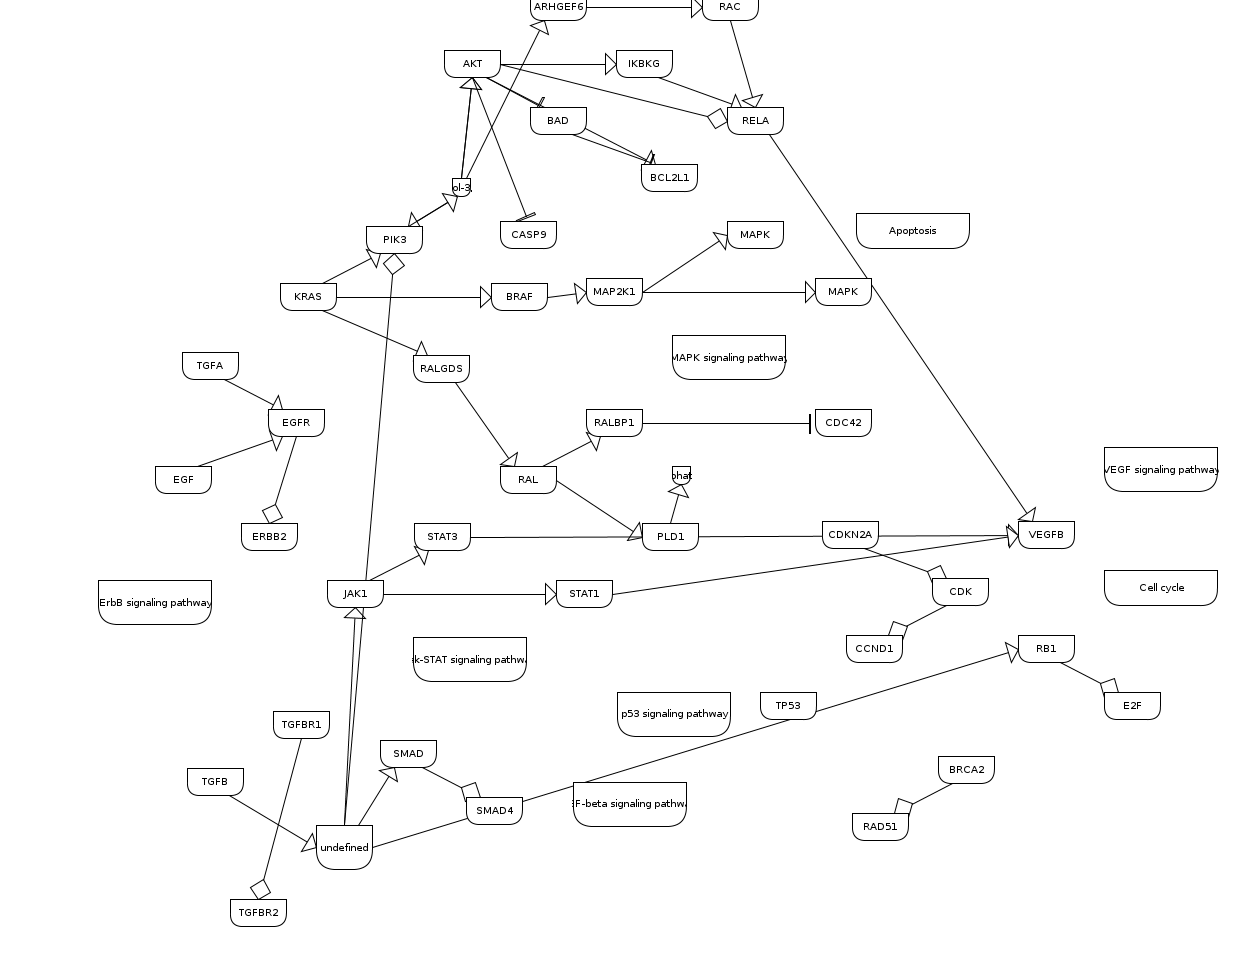 ARHGEF6
RAC
AKT
IKBKG
BAD
RELA
BCL2L1
ol-3,
PIK3
CASP9
MAPK
Apoptosis
KRAS
BRAF
MAP2K1
MAPK
MAPK signaling pathway
TGFA
RALGDS
EGFR
RALBP1
CDC42
EGF
RAL
phat
VEGF signaling pathway
ERBB2
STAT3
PLD1
CDKN2A
VEGFB
ErbB signaling pathway
JAK1
STAT1
CDK
Cell cycle
k-STAT signaling pathw
CCND1
RB1
TGFBR1
p53 signaling pathway
TP53
E2F
TGFB
SMAD
SMAD4
F-beta signaling pathw
BRCA2
undefined
RAD51
TGFBR2